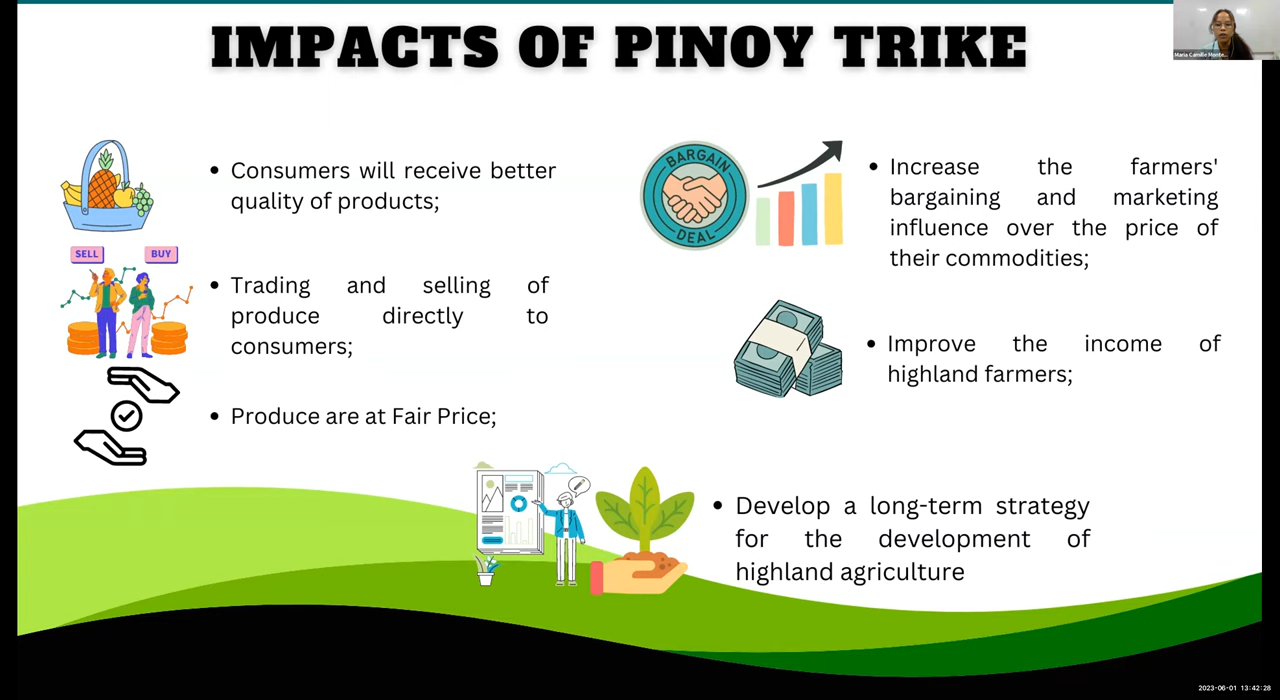 IMPACTS OF PINOY TRIKE
Maria Camille Monte...
Consumers will receive better
quality of products;
SELL
BUY
Trading and selling of
produce directly to
consumers;
Produce are at Fair Price;
BARGAIN
DEAL
Increase the farmers'
bargaining and marketing
influence over the price of
their commodities;
Improve the income of
highland farmers;
Develop a long-term strategy
for the development of
highland agriculture
2023-06-01 13:42:28